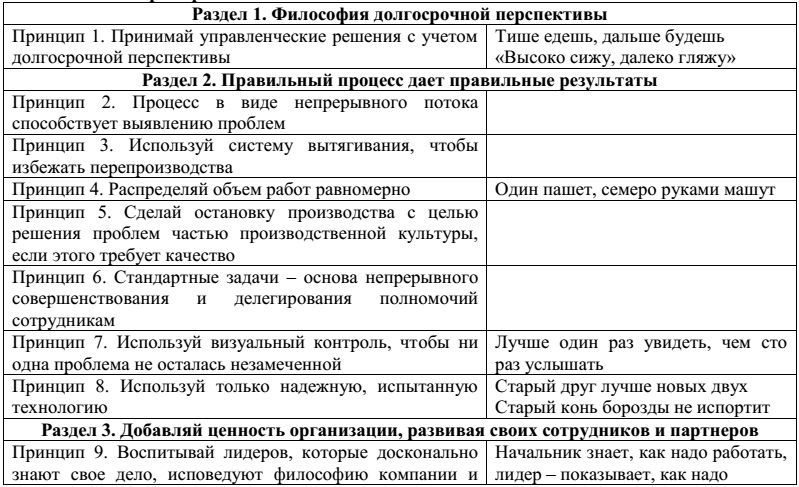 Раздел 1. Философия долгосрочной перспективы
Принцип 1. Принимай управленческие решения с учетом
долгосрочной перспективы
Тише едешь, дальше будешь
«Высоко сижу, далеко гляжу»
Раздел 2. Правильный процесс дает правильные результаты
Принцип 2. Процесс в виде непрерывного потока
способствует выявлению проблем
Принцип 3. Используй систему вытягивания, чтобы
избежать перепроизводства
Принцип 4. Распределяй объем работ равномерно
Один пашет, семеро руками машут
Принцип 5. Сделай остановку производства с целью
решения проблем частью производственной культуры,
если этого требует качество
Принцип 6. Стандартные задачи – основа непрерывного
совершенствования и делегирования полномочий
сотрудникам
Принцип 7. Используй визуальный контроль, чтобы ни
одна проблема не осталась незамеченной
Лучше один раз увидеть, чем сто
раз услышать
Принцип 8. Используй только надежную, испытанную
технологию
Старый друг лучше новых двух
Старый конь борозды не испортит
Раздел 3. Добавляй ценность организации, развивая своих сотрудников и партнеров
Принцип 9. Воспитывай лидеров, которые досконально
знают свое дело, исповедуют философию компании и
Начальник знает, как надо работать,
лидер – показывает, как надо